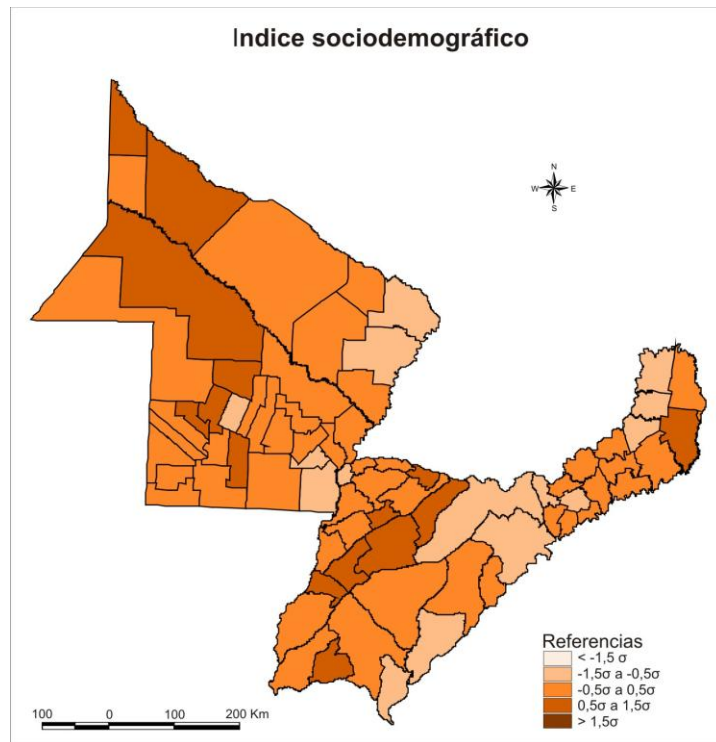 Indice sociodemográfico
N
W E
S
Referencias
< -1,5 σ
-1,5σ a -0,5σ
-0,5σ a 0,5σ
0,5σ a 1,5σ
> 1,5σ
100 0 100 200 Km